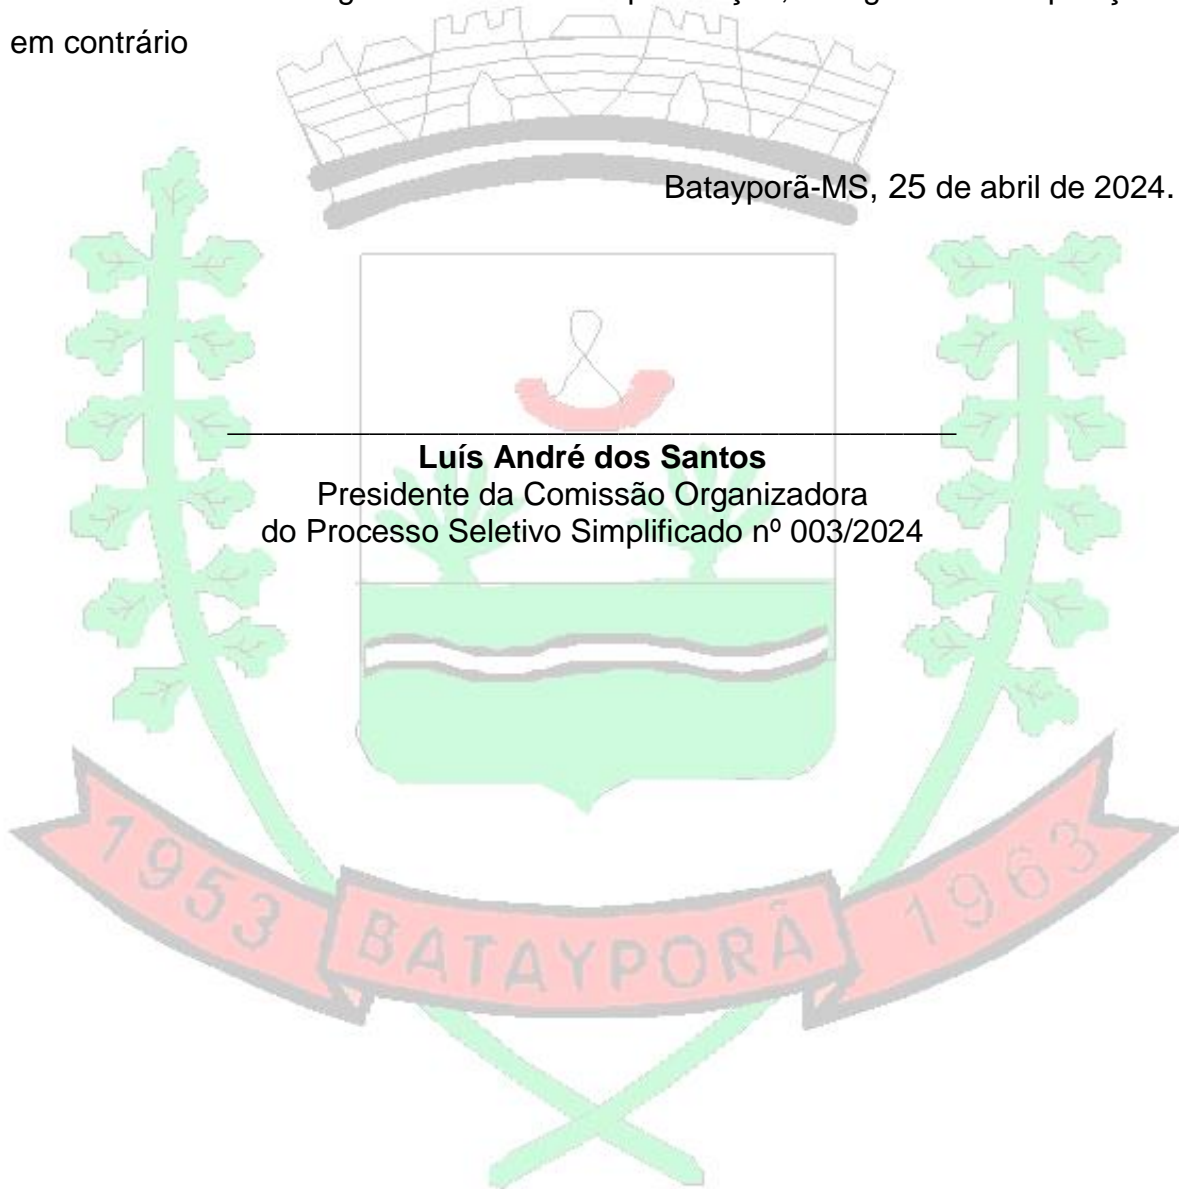 em contrário
Batayporã-MS, 25 de abril de 2024.
Luís André dos Santos
Presidente da Comissão Organizadora
do Processo Seletivo Simplificado nº 003/2024
1953 BATAYPORÃ 1963